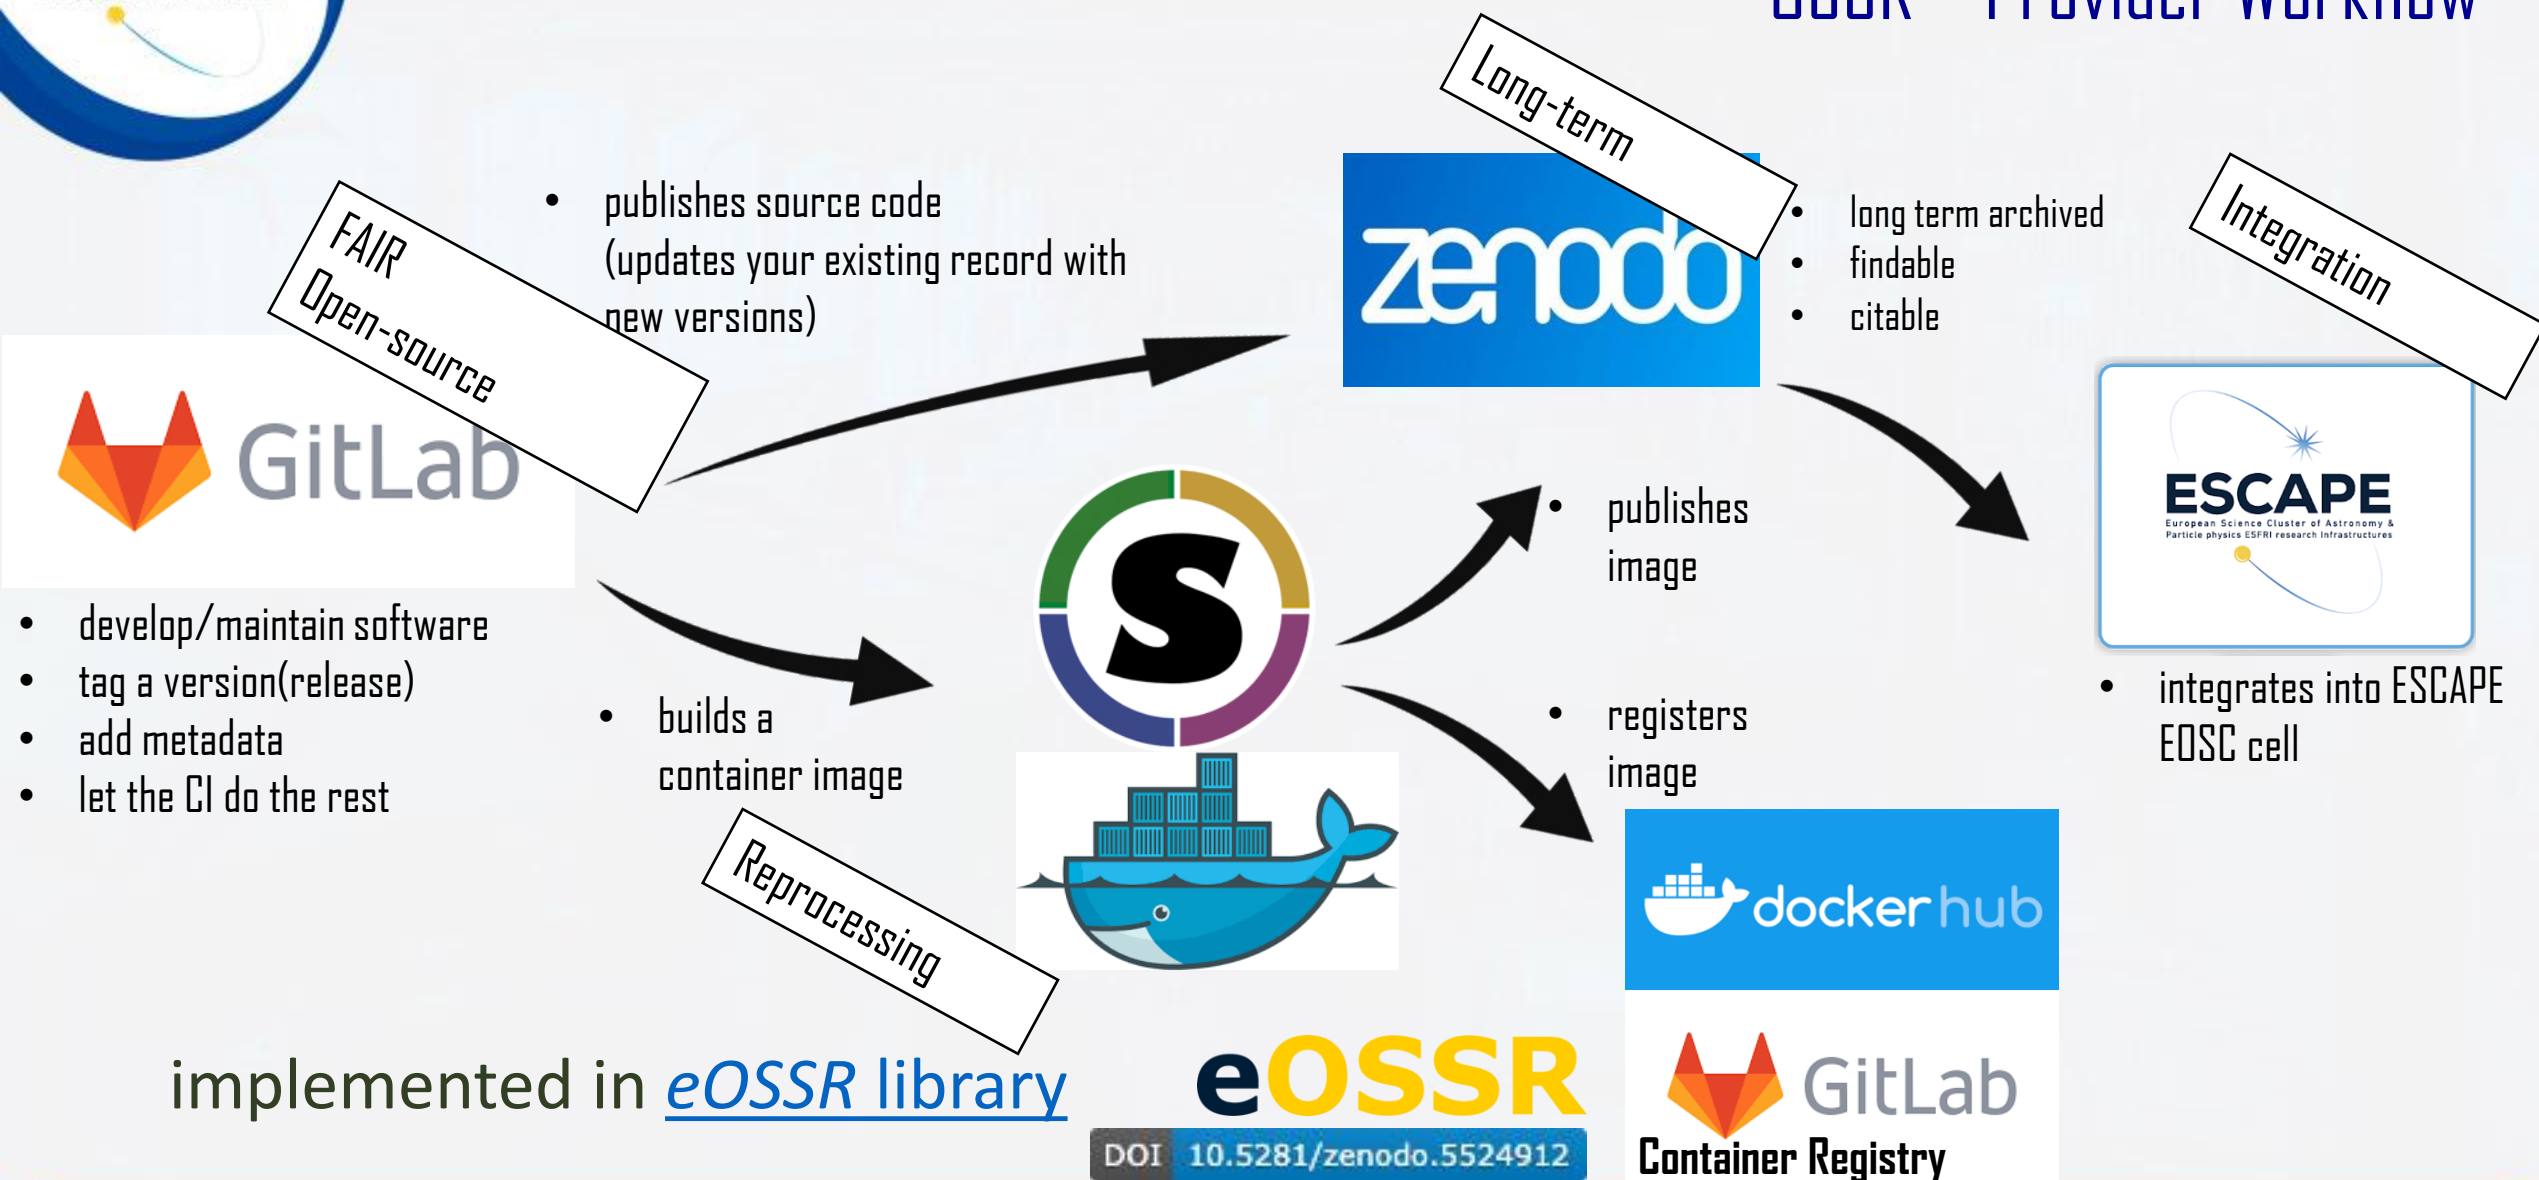 Provider Workflow
Long-term
FAIR
Open-source
• publishes source code
(updates your existing record with
new versions)
zenodo
• long term archived
• findable
• citable
Integration
GitLab
ESCAPE
European Science Cluster of Astronomy &
Particle physics ESFRI research Infrastructures
S
• publishes
image
• develop/maintain software
• tag a version(release)
• add metadata
• let the CI do the rest
• builds a
container image
• registers
image
• integrates into ESCAPE
EOSC cell
Reprocessing
dockerhub
implemented in eOSSR library
eOSSR
DOI 10.5281/zenodo.5524912
GitLab
Container Registry